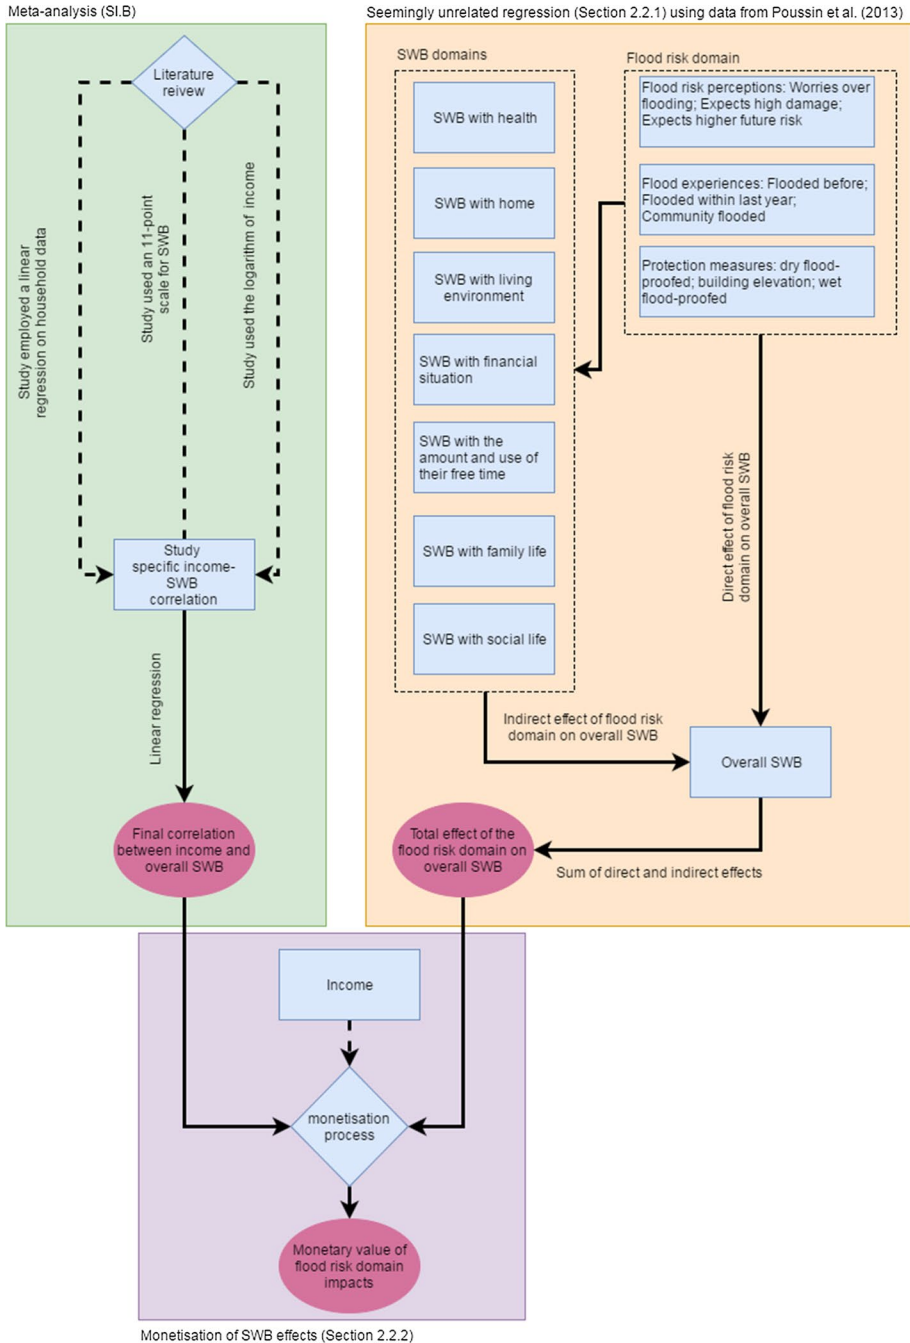 Meta-analysis (SI.B)
Literature
reivew
Study employed a linear
regression on household data
Study used an 11-point
scale for SWB
Study used the logarithm of income
Study
specific income-
SWB
correlation
Linear regression
Final correlation
between income and
overall SWB
Seemingly unrelated regression (Section 2.2.1) using data from Poussin et al. (2013)
SWB domains
SWB with health
SWB with home
SWB with living
environment
SWB with financial
situation
SWB with the
amount and use of
their free time
SWB with family life
SWB with social life
Flood risk domain
Flood risk perceptions: Worries over
flooding; Expects high damage;
Expects higher future risk
Flood experiences: Flooded before;
Flooded within last year;
Community flooded
Protection measures: dry flood-
proofed; building elevation; wet
flood-proofed
Direct effect of flood risk
domain on overall SWB
Indirect effect of flood risk
domain on overall SWB
Overall SWB
Total effect of the
flood risk domain on
overall SWB
Sum of direct and indirect effects
Income
monetisation
process
Monetary value of
flood risk domain
impacts
Monetisation of SWB effects (Section 2.2.2)